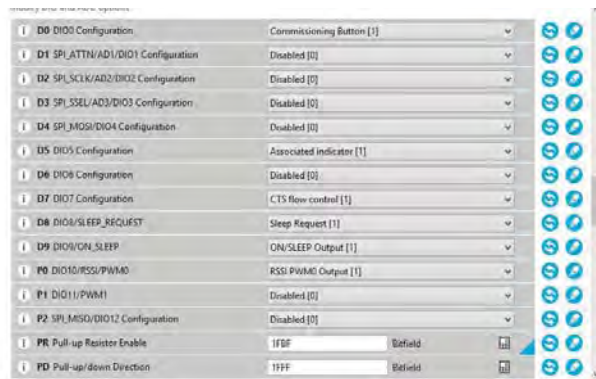 D0 DIO0 Configuration Commissioning Button [1]
D1 SPI_ATTN/AD1/DIO1 Configuration Disabled [0]
D2 SPI_SCLK/AD2/DIO2 Configuration Disabled [0]
D3 SPI_SSEL/AD3/DIO3 Configuration Disabled [0]
D4 SPI_MOSI/DIO4 Configuration Disabled [0]
D5 DIO5 Configuration Associated indicator [1]
D6 DIO6 Configuration Disabled [0]
D7 DIO7 Configuration CTS flow control [1]
D8 DIO8/SLEEP_REQUEST Sleep Request [1]
D9 DIO9/ON_SLEEP ON/SLEEP Output [1]
P0 DIO10/RSSI/PWM0 RSSI PWM0 Output [1]
P1 DIO11/PWM1 Disabled [0]
P2 SPI_MISO/DIO12 Configuration Disabled [0]
PR Pull-up Resistor Enable 1FBF Bitfield
PD Pull-up/down Direction 1FFF Bitfield